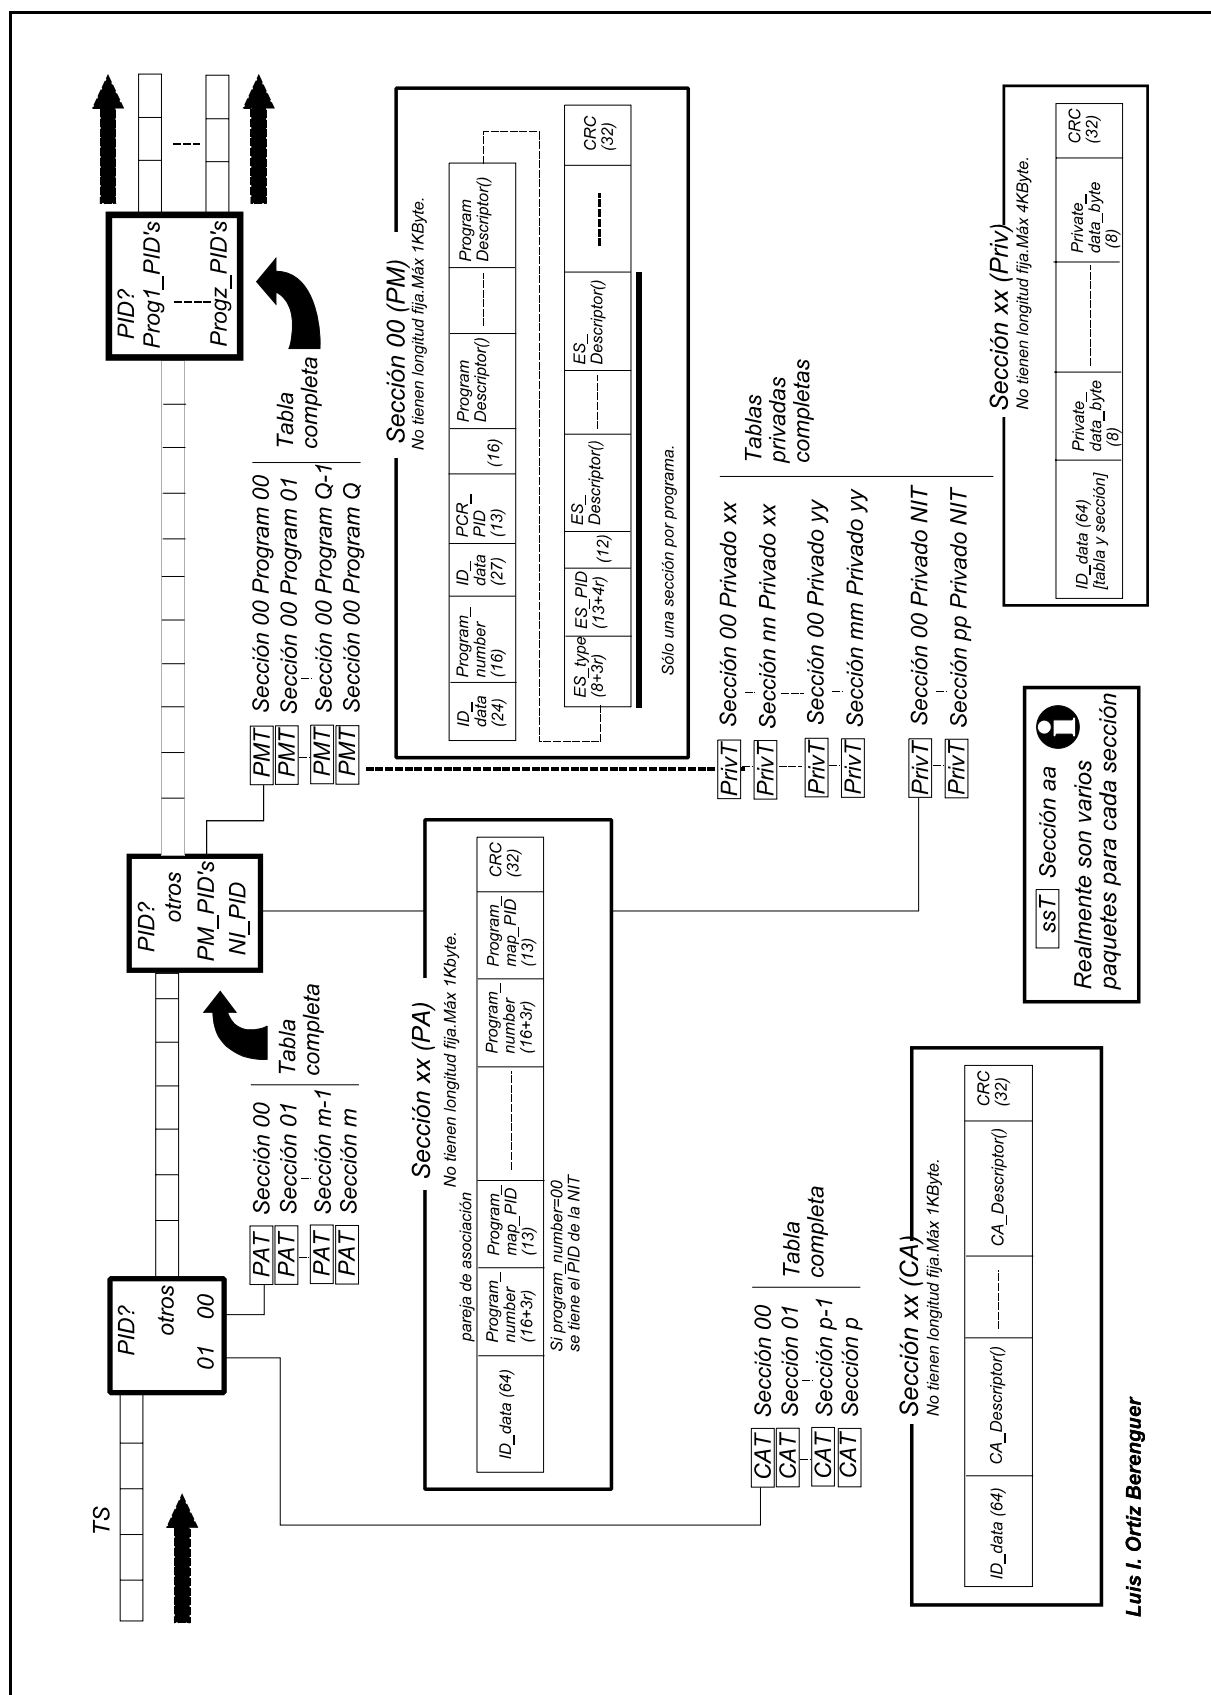 TS
PID?
otros
01 00
PAT Sección 00
PAT Sección 01
PAT Sección m-1
PAT Sección m
Tabla
completa
PID?
otros
PM_PID's
NI_PID
PMT Sección 00 Program 00
PMT Sección 01 Program 01
PMT Sección 00 Program Q-1
PMT Sección 00 Program Q
Tabla
completa
PID?
Prog1_PID's
Progz_PID's
Sección xx (PA)
No tienen longitud fija.Máx 1Kbyte.
pareja de asociación
ID_data (64)
Program_
number
(16+3r)
Program_
map_PID
(13)
Program_
number
(16+3r)
Program_
map_PID
(13)
CRC
(32)
Si program_number=00
se tiene el PID de la NIT
Sección 00 (PM)
No tienen longitud fija.Máx 1KByte.
ID_
data
(24)
Program_
number
(16)
ID_
data
(27)
PCR_
PID
(13)
(16)
Program
Descriptor()
Program
Descriptor()
ES_type
(8+3r)
ES_PID
(13+4r)
(12)
ES_
Descriptor()
ES_
Descriptor()
CRC
(32)
Sólo una sección por programa.
CAT Sección 00
CAT Sección 01
CAT Sección p-1
CAT Sección p
Tabla
completa
PrivT Sección 00 Privado xx
PrivT Sección nn Privado xx
PrivT Sección 00 Privado yy
PrivT Sección mm Privado yy
PrivT Sección 00 Privado NIT
PrivT Sección pp Privado NIT
Tablas
privadas
completas
Sección xx (CA)
No tienen longitud fija.Máx 1KByte.
ID_data (64)
CA_Descriptor()
CA_Descriptor()
CRC
(32)
ssT Sección aa
i
Realmente son varios
paquetes para cada sección
Sección xx (Priv)
No tienen longitud fija.Máx 4KByte.
ID_data (64)
[tabla y sección]
Private_
data_byte
(8)
Private_
data_byte
(8)
CRC
(32)
Luis I. Ortiz Berenguer